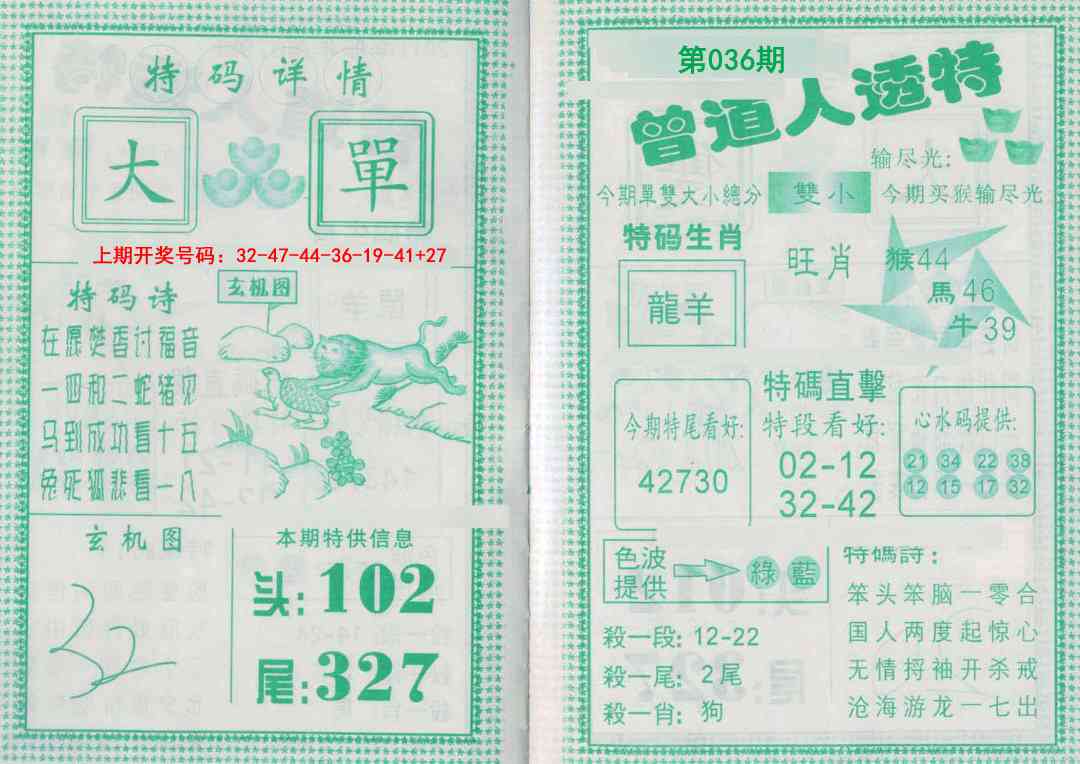 特码详情
大 單
上期开奖号码：32-47-44-36-19-41+27
特码诗
玄机图
在愿焚香讨福音
一四和二蛇猪见
马到成功看十五
兔死狐悲看一八
玄机图
本期特供信息
头:102
尾:327
第036期
曾道人透特
输尽光:
今期單雙大小總分 雙小 今期买猴输尽光
特码生肖
龍羊
旺肖
猴44
馬46
牛39
今期特尾看好:
42730
特碼直擊
特段看好:
02-12
32-42
心水码提供:
21 34 22 38
12 15 17 32
色波
提供
綠 藍
殺一段: 12-22
殺一尾: 2尾
殺一肖: 狗
特碼詩:
笨头笨脑一零合
国人两度起惊心
无情捋袖开杀戒
沧海游龙一七出